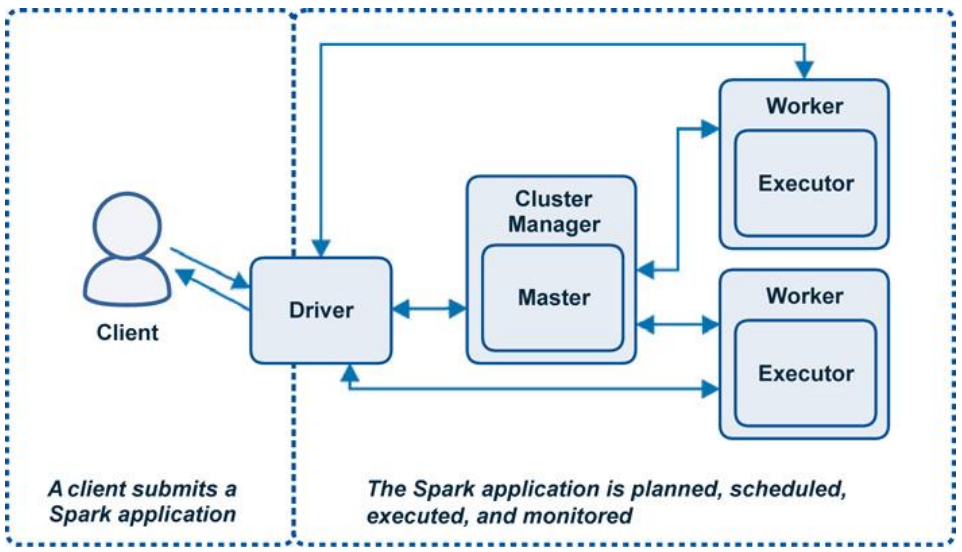 Worker
Executor
Cluster
Manager
Master
Worker
Executor
Driver
Client
A client submits a
Spark application
The Spark application is planned, scheduled,
executed, and monitored